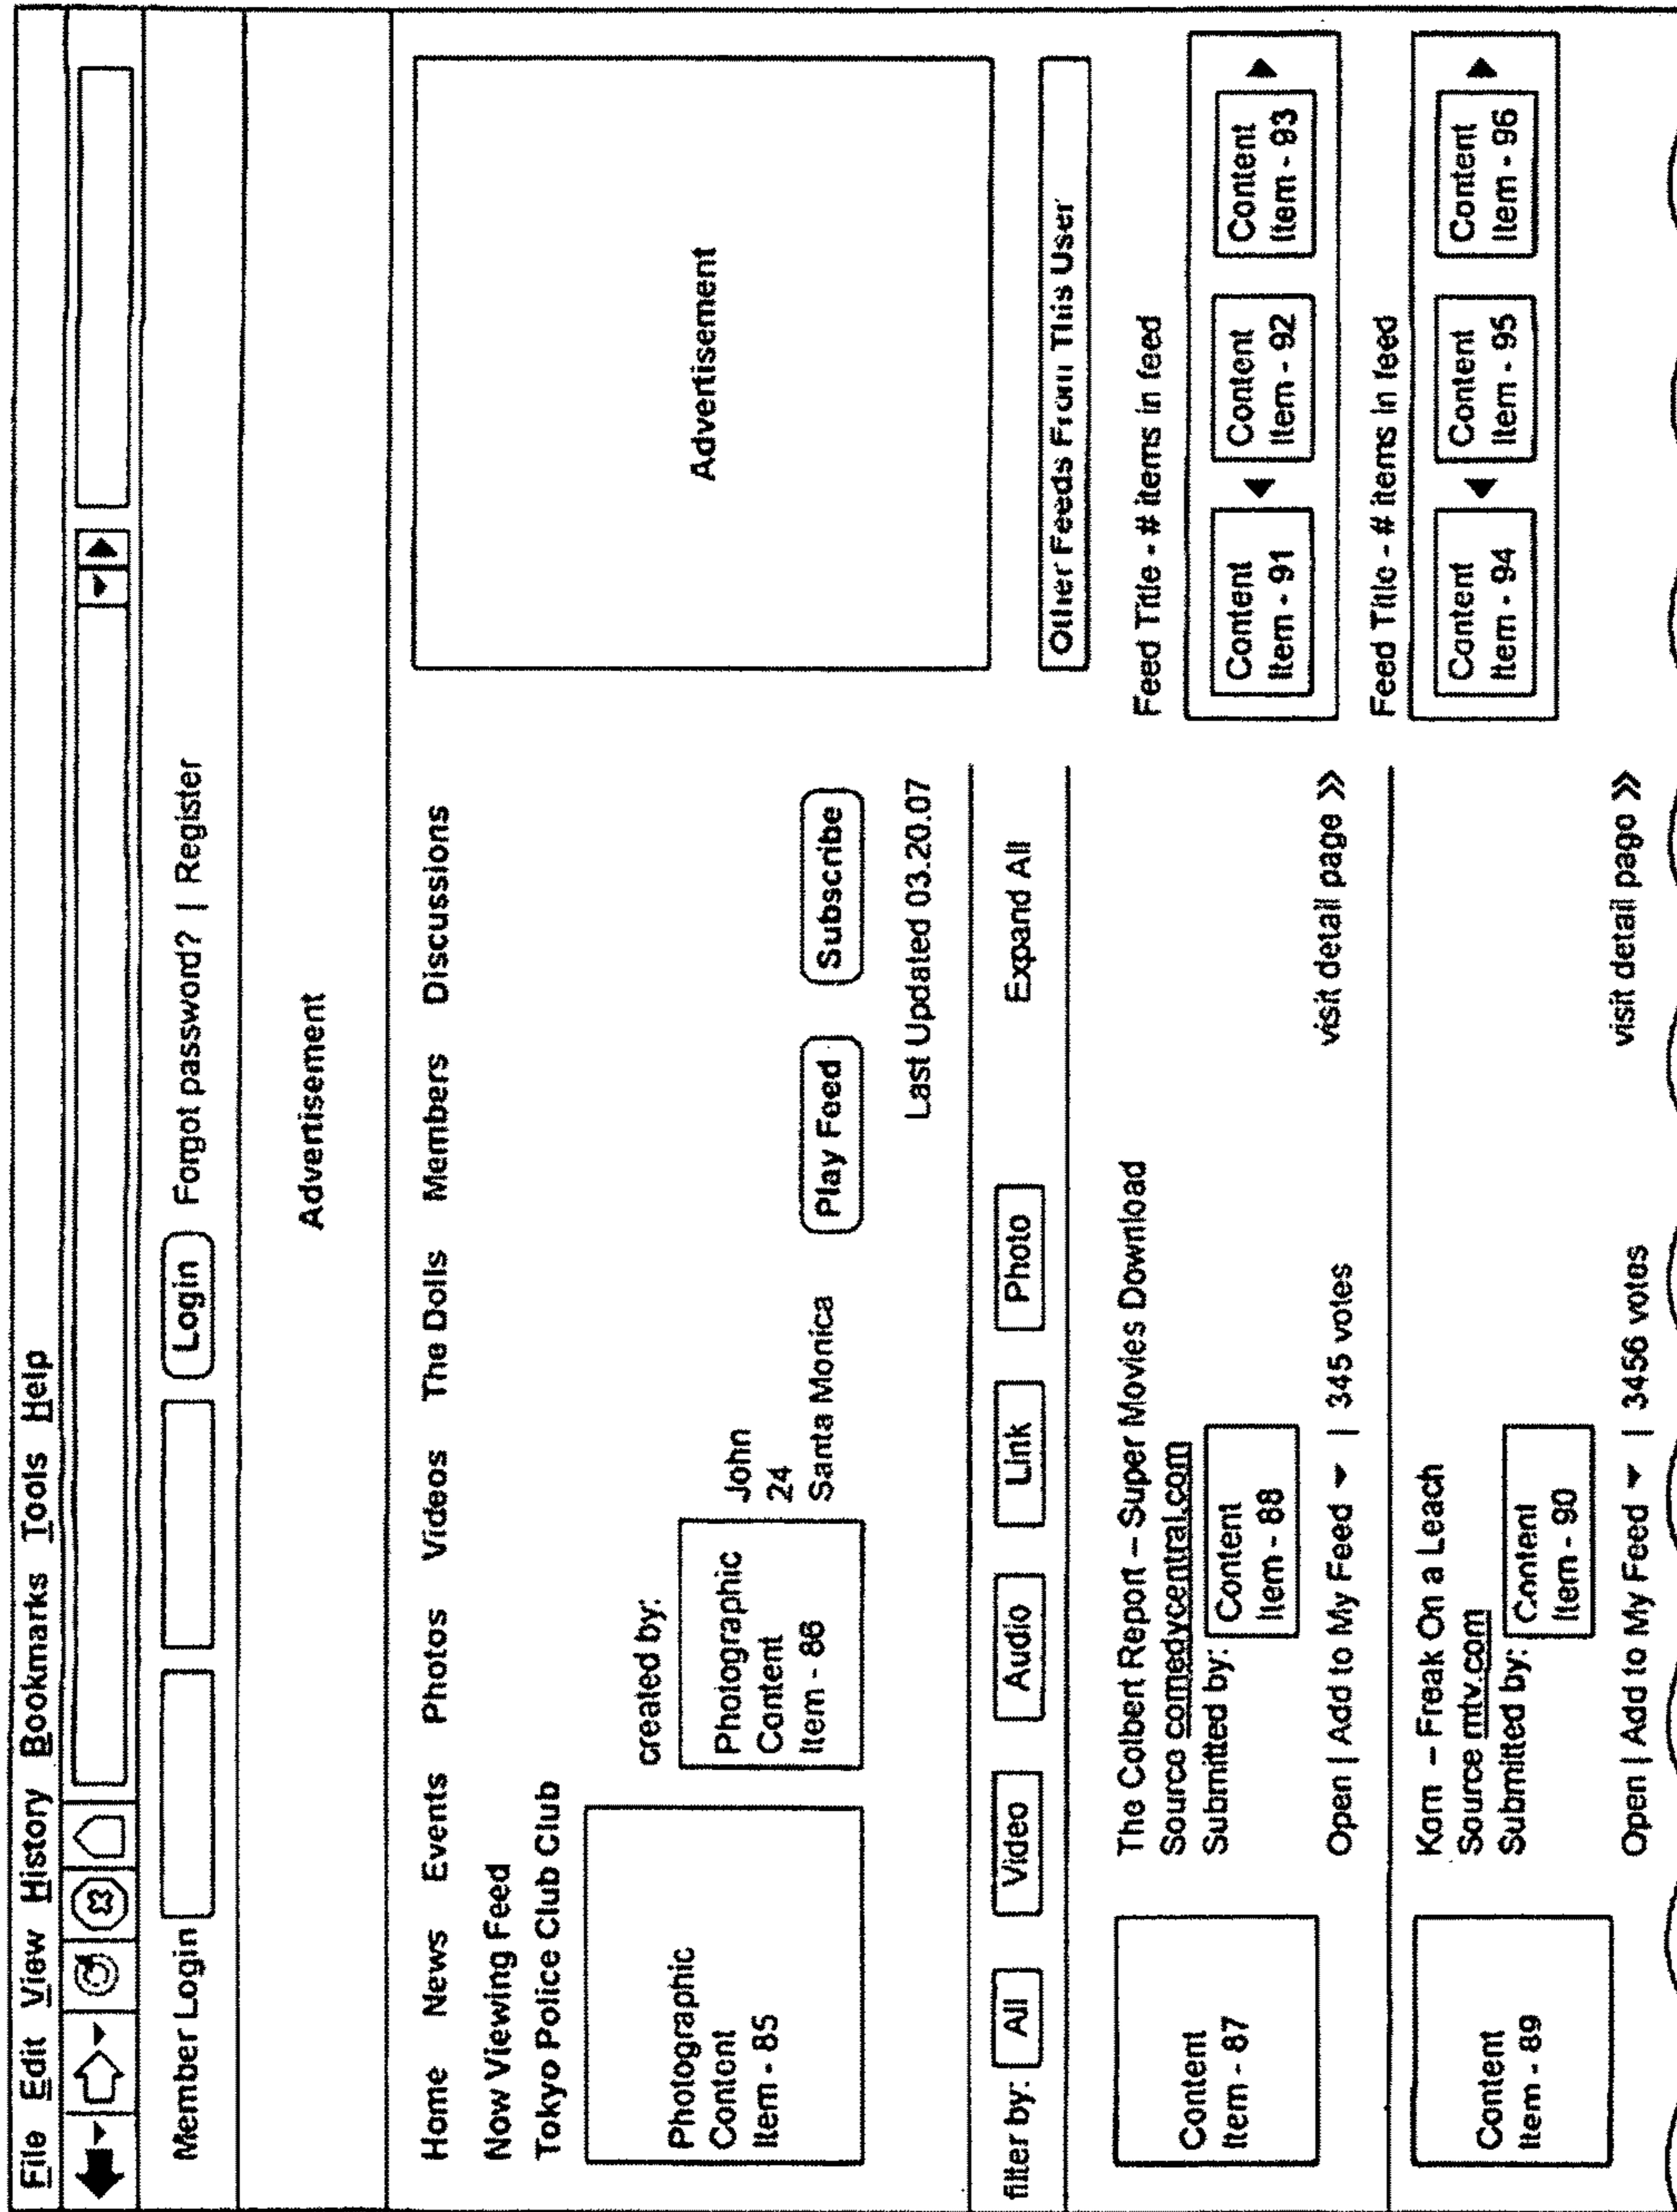 File Edit View History Bookmarks Tools Help
Member Login Login Forgot password? | Register
Advertisement
Home News Events Photos Videos The Dolls Members Discussions
Now Viewing Feed
Tokyo Police Club Club
Photographic
Content
Item - 85
created by:
Photographic
Content
Item - 86
John
24
Santa Monica
Play Feed Subscribe
Last Updated 03.20.07
filter by: All Video Audio Link Photo Expand All
Content
Item - 87
The Colbert Report – Super Movies Download
Source comedycentral.com
Submitted by:
Content
Item - 88
Open | Add to My Feed | 345 votes
visit detail page »
Content
Item - 89
Korn – Freak On a Leach
Source mtv.com
Submitted by:
Content
Item - 90
Open | Add to My Feed | 3456 votes
visit detail page »
Advertisement
Other Feeds From This User
Feed Title - # items in feed
Content
Item - 91
Content
Item - 92
Content
Item - 93
Feed Title - # items in feed
Content
Item - 94
Content
Item - 95
Content
Item - 96